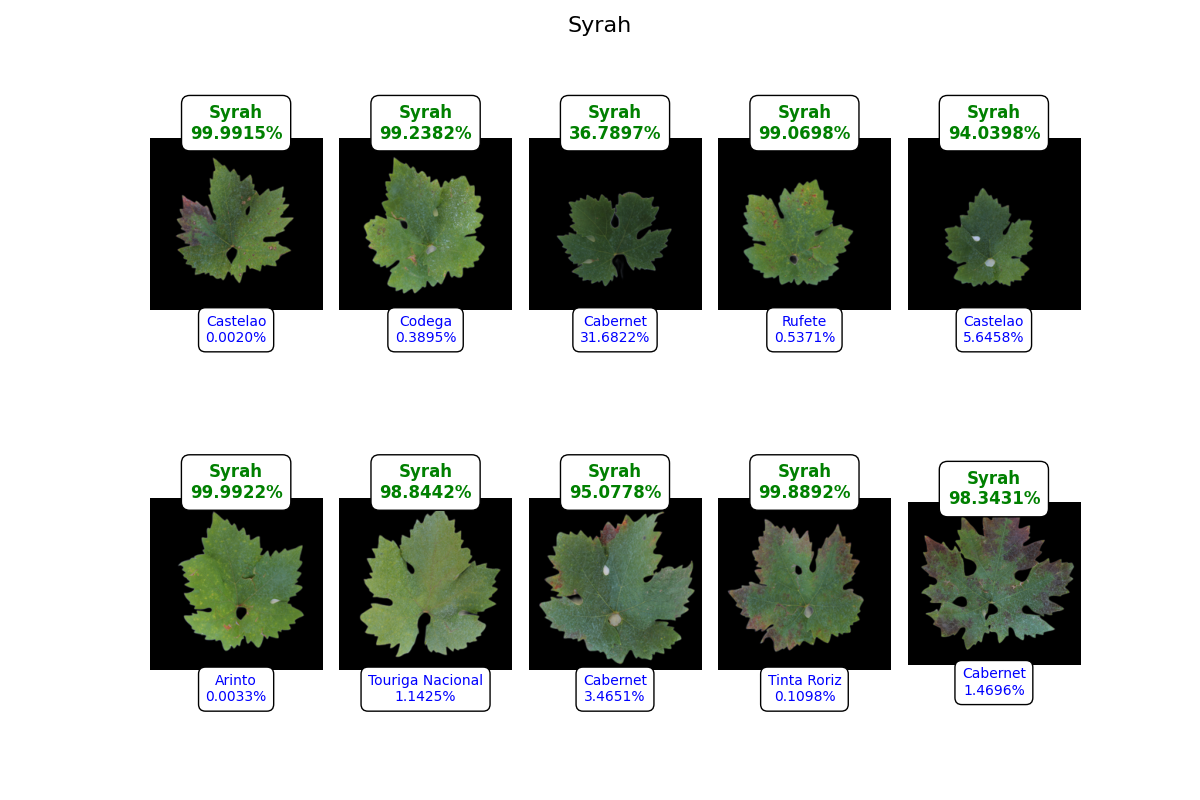 Syrah
Syrah
99.9915%
Syrah
99.2382%
Syrah
36.7897%
Syrah
99.0698%
Syrah
94.0398%
Castelao
0.0020%
Codega
0.3895%
Cabernet
31.6822%
Rufete
0.5371%
Castelao
5.6458%
Syrah
99.9922%
Syrah
98.8442%
Syrah
95.0778%
Syrah
99.8892%
Syrah
98.3431%
Arinto
0.0033%
Touriga Nacional
1.1425%
Cabernet
3.4651%
Tinta Roriz
0.1098%
Cabernet
1.4696%